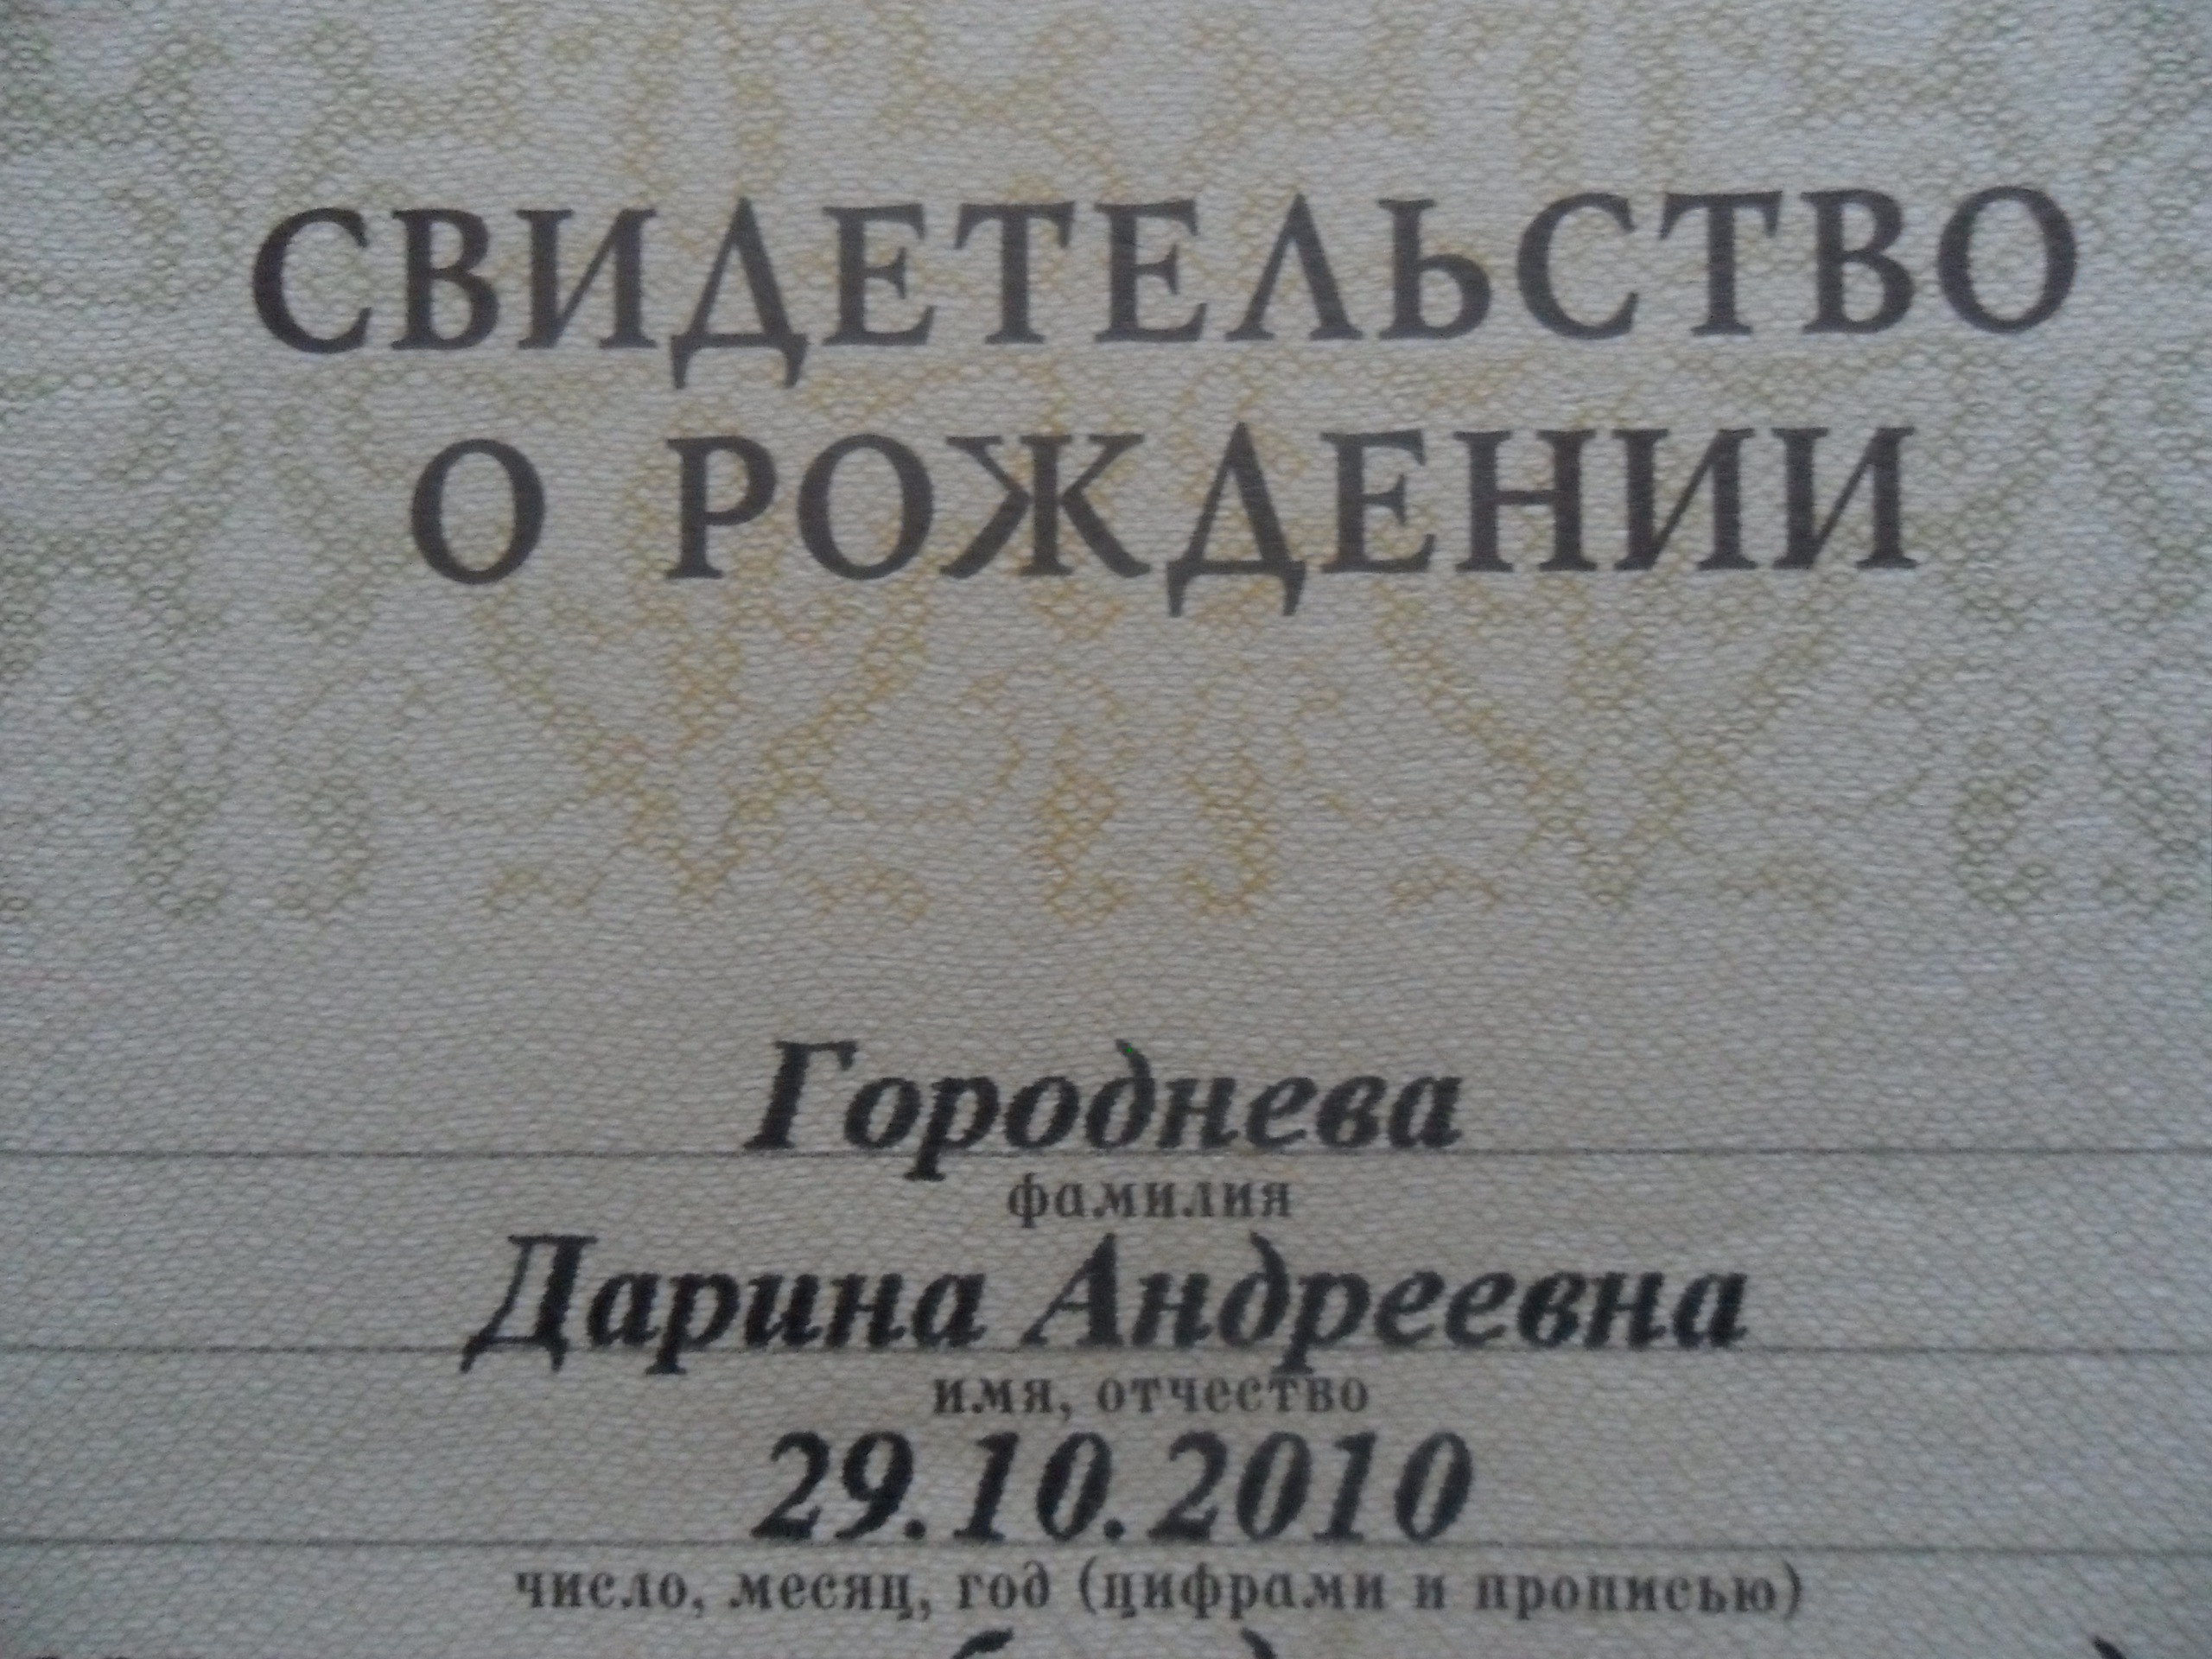 СВИДЕТЕЛЬСТВО
О РОЖДЕНИИ
Городнева
фамилия
Дарина Андреевна
имя, отчество
29.10.2010
число, месяц, год (цифрами и прописью)